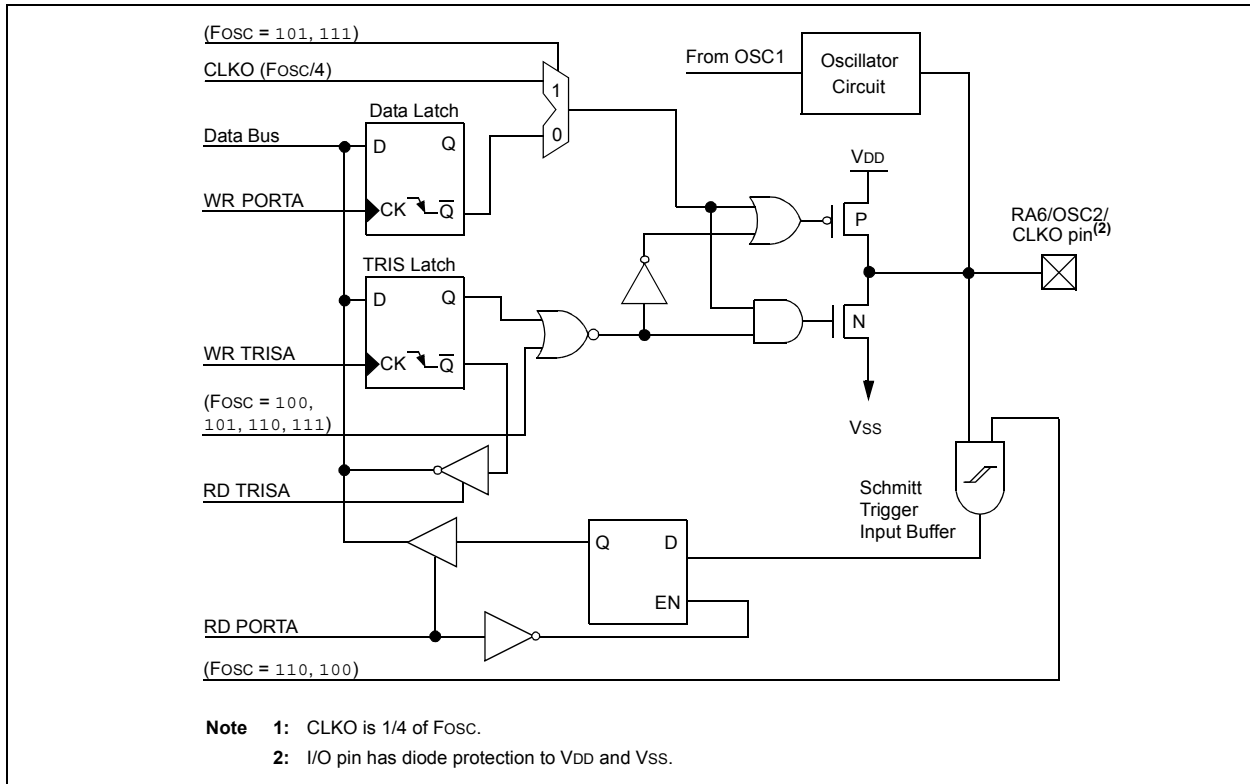 (FOSC = 101, 111)
CLKO (FOSC/4)
From OSC1
Oscillator
Circuit
1
0
Data Latch
Data Bus
D
Q
WR PORTA
CK
Q̅
VDD
P
RA6/OSC2/
CLKO pin(2)
TRIS Latch
D
Q
N
WR TRISA
CK
Q̅
(FOSC = 100,
101, 110, 111)
VSS
RD TRISA
Schmitt
Trigger
Input Buffer
Q
D
EN
RD PORTA
(FOSC = 110, 100)
Note 1: CLKO is 1/4 of FOSC.
2: I/O pin has diode protection to VDD and VSS.